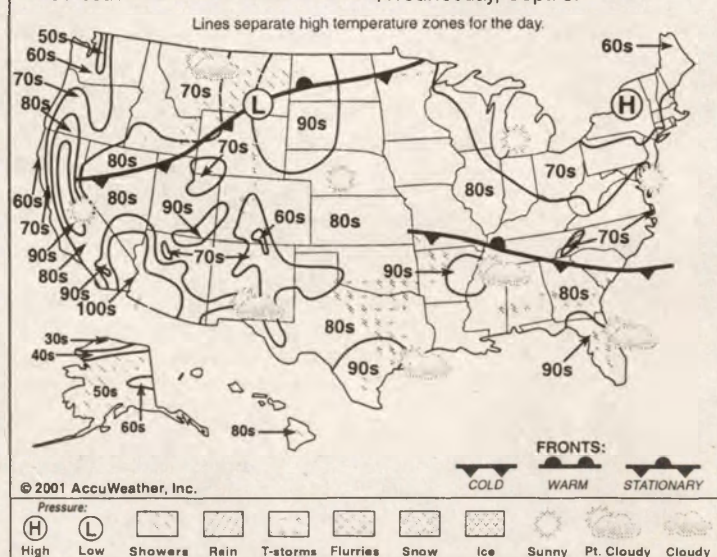 Lines separate high temperature zones for the day.
50s
60s
70s
80s
60s
70s
90s
80s
90s
100s
70s
80s
80s
70s
90s
70s
60s
90s
80s
80s
70s
60s
70s
90s
80s
90s
80s
90s
30s
40s
50s
60s
80s
L
H
FRONTS:
COLD WARM STATIONARY
© 2001 AccuWeather, Inc.
Pressure:
H L
High Low Showers Rain T-storms Flurries Snow Ice Sunny Pt. Cloudy Cloudy